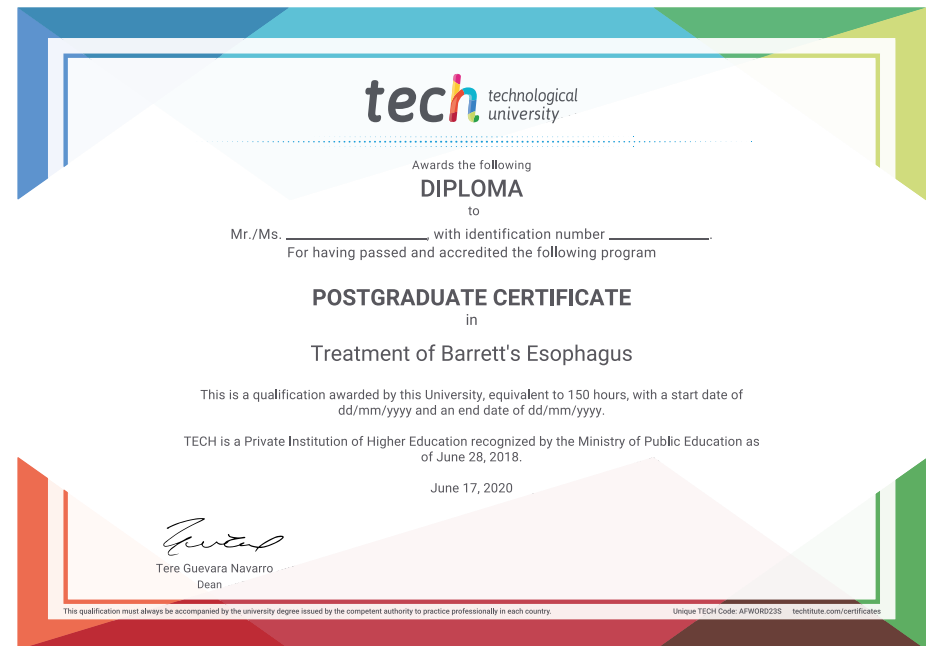 tech technological
university
Awards the following
DIPLOMA
to
Mr./Ms. ____________________, with identification number ______________.
For having passed and accredited the following program
POSTGRADUATE CERTIFICATE
in
Treatment of Barrett's Esophagus
This is a qualification awarded by this University, equivalent to 150 hours, with a start date of
dd/mm/yyyy and an end date of dd/mm/yyyy.
TECH is a Private Institution of Higher Education recognized by the Ministry of Public Education as
of June 28, 2018.
June 17, 2020
Tere Guevara Navarro
Dean
This qualification must always be accompanied by the university degree issued by the competent authority to practice professionally in each country. Unique TECH Code: AFWORD23S techtitute.com/certificates